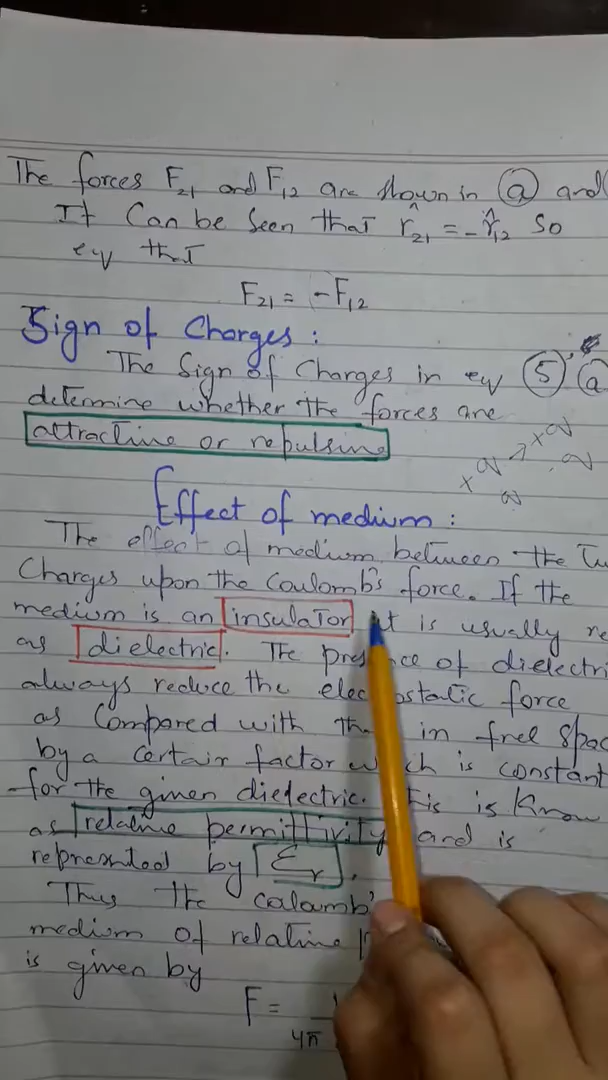 The forces F21 and F12 are shown in (a) and
It Can be Seen that r̂21 = -r̂12 So
eq that
F21 = -F12
Sign of Charges:
The Sign of Charges in eq (5) (a
determine whether the forces are
attractive or repulsive
Effect of medium:
The effect of medium between the
Charges upon the Coulomb's force. If the
medium is an insulator it is usually
as dielectric. The presence of dielectri
always reduce the electrostatic force
as Compared with that in free spac
by a certain factor which is constant
for the given dielectric. This is Know
as relative permittivity and is
represnted by Er.
Thus the calamb'
medium of relative
is given by
F =
4π